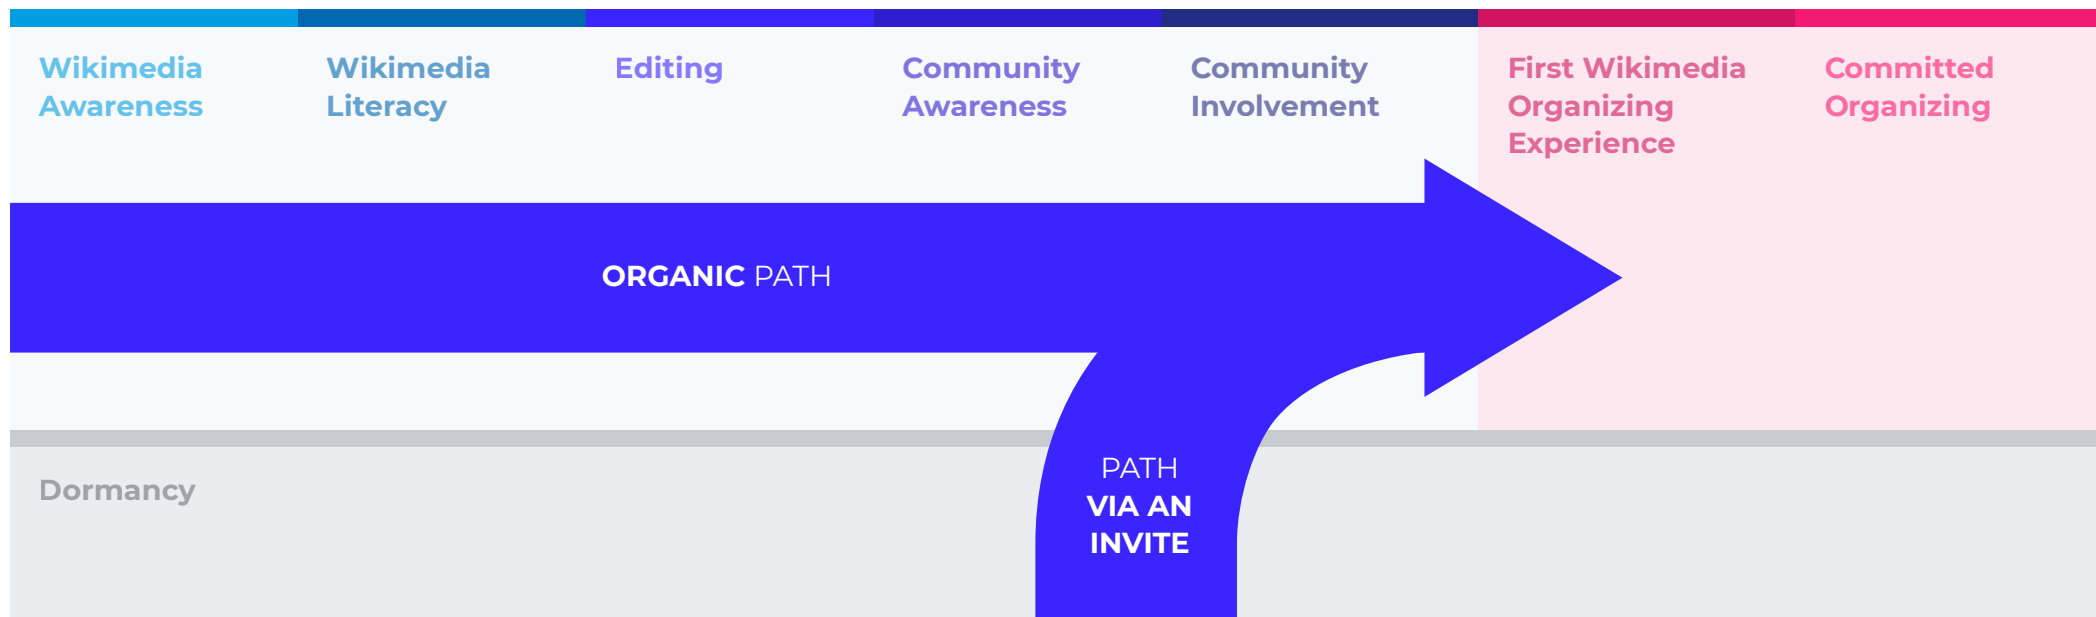 Wikimedia
Awareness
Wikimedia
Literacy
Editing
Community
Awareness
Community
Involvement
First Wikimedia
Organizing
Experience
Committed
Organizing
ORGANIC PATH
PATH
VIA AN
INVITE
Dormancy